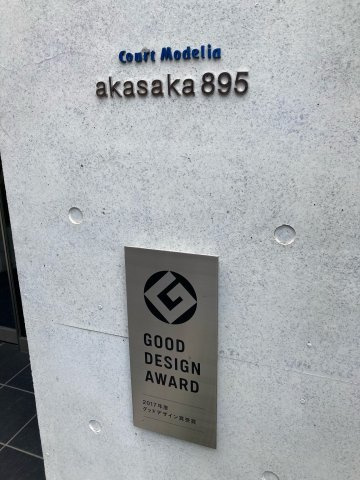 Court Modelia
akasaka 895
GOOD
DESIGN
AWARD
2017年度
グッドデザイン賞受賞